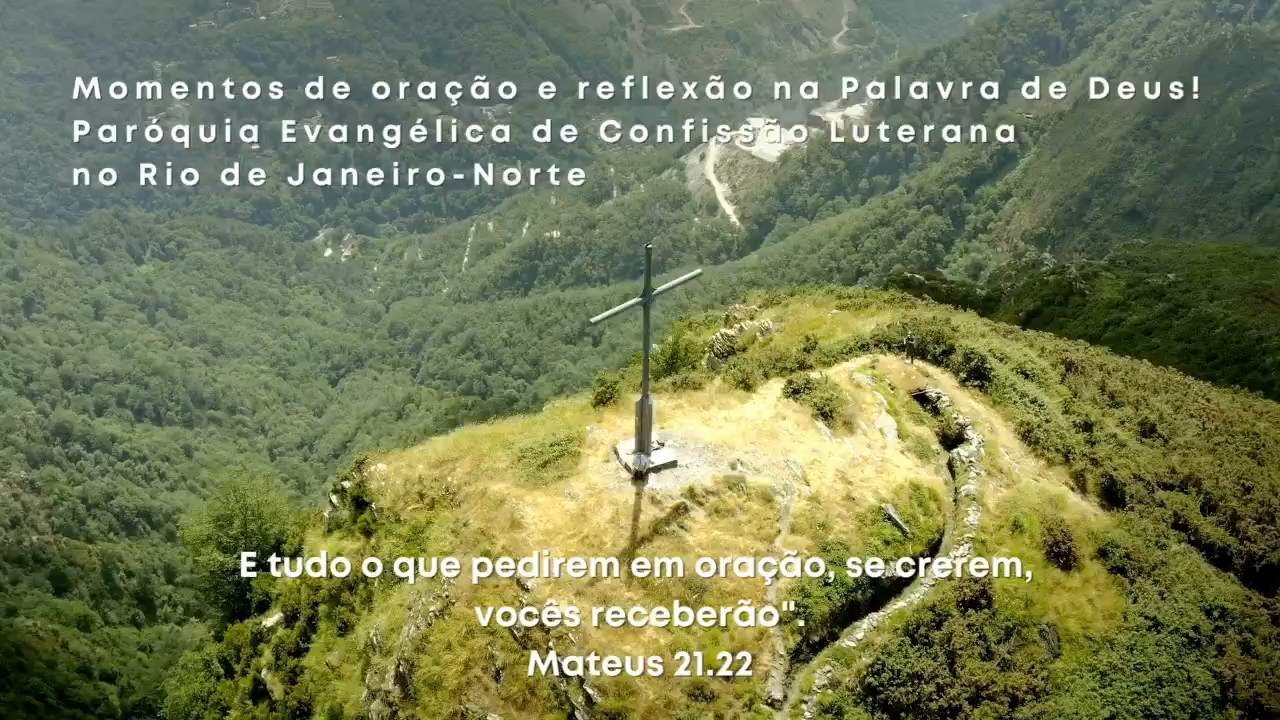 Momentos de oração e reflexão na Palavra de Deus!
Paróquia Evangélica de Confissão Luterana
no Rio de Janeiro-Norte
E tudo o que pedirem em oração, se crerem,
vocês receberão".
Mateus 21.22